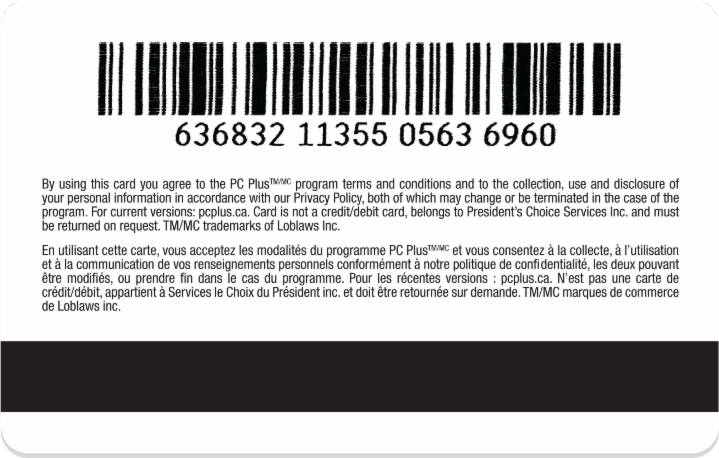 636832 11355 0563 6960
By using this card you agree to the PC Plus™/MC program terms and conditions and to the collection, use and disclosure of
your personal information in accordance with our Privacy Policy, both of which may change or be terminated in the case of the
program. For current versions: pcplus.ca. Card is not a credit/debit card, belongs to President's Choice Services Inc. and must
be returned on request. TM/MC trademarks of Loblaws Inc.
En utilisant cette carte, vous acceptez les modalités du programme PC Plus™/MC et vous consentez à la collecte, à l'utilisation
et à la communication de vos renseignements personnels conformément à notre politique de confidentialité, les deux pouvant
être modifiés, ou prendre fin dans le cas du programme. Pour les récentes versions : pcplus.ca. N'est pas une carte de
crédit/débit, appartient à Services le Choix du Président inc. et doit être retournée sur demande. TM/MC marques de commerce
de Loblaws inc.